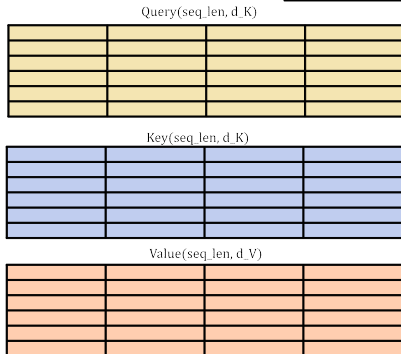 Query(seq_len, d_K)
Key(seq_len, d_K)
Value(seq_len, d_V)